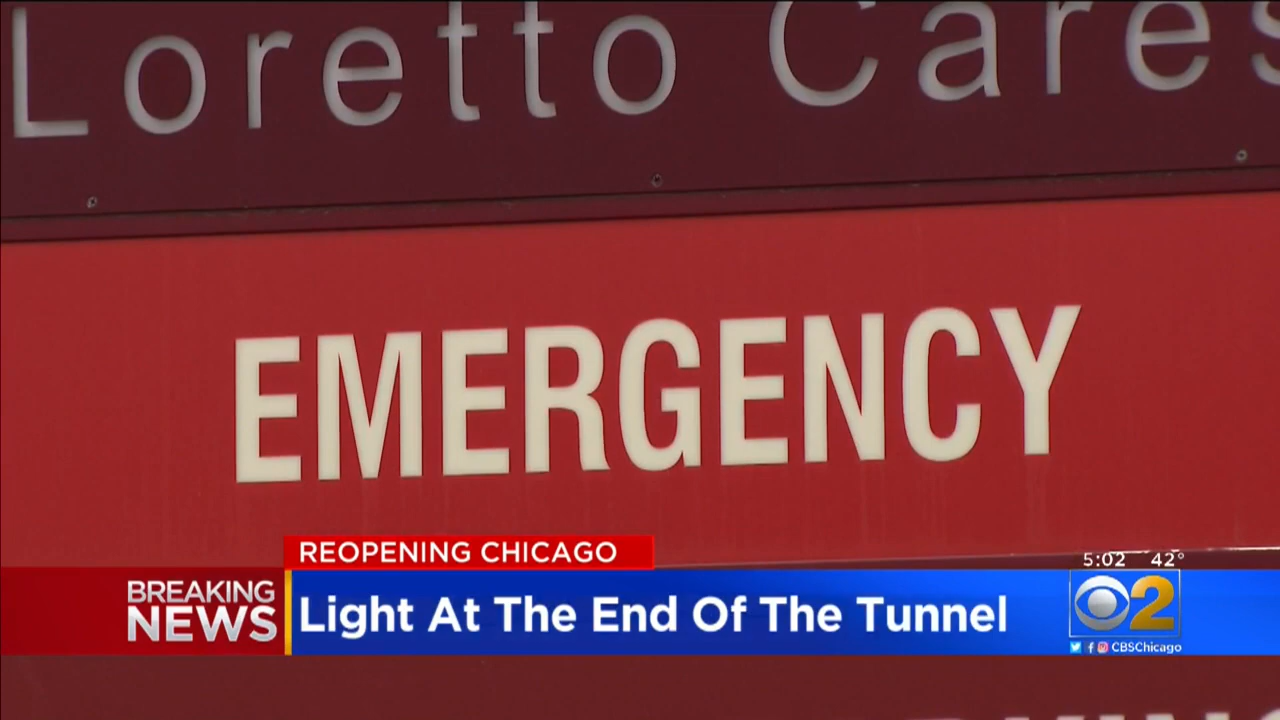 Loretto Cares
EMERGENCY
REOPENING CHICAGO
BREAKING
NEWS
Light At The End Of The Tunnel
5:02 42°
2
CBSChicago